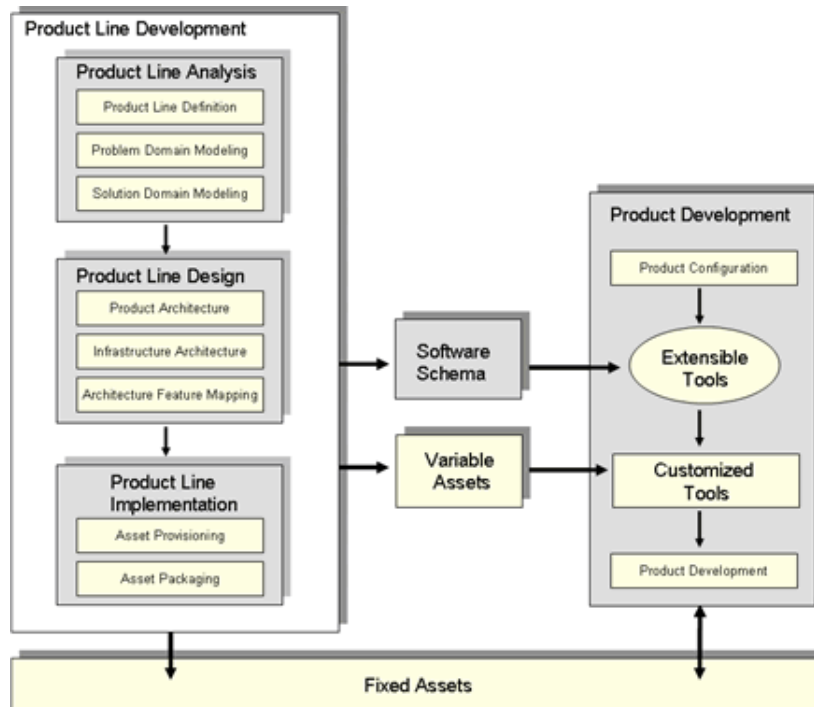 Product Line Development
Product Line Analysis
Product Line Definition
Problem Domain Modeling
Solution Domain Modeling
Product Line Design
Product Architecture
Infrastructure Architecture
Architecture Feature Mapping
Product Line
Implementation
Asset Provisioning
Asset Packaging
Software
Schema
Variable
Assets
Product Development
Product Configuration
Extensible
Tools
Customized
Tools
Product Development
Fixed Assets